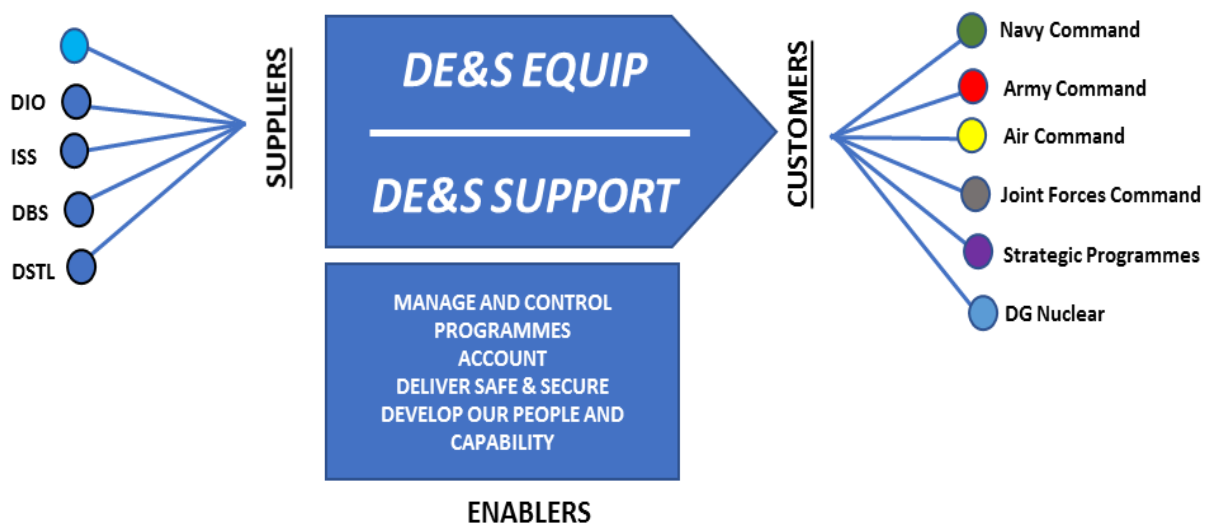 DIO
ISS
DBS
DSTL
SUPPLIERS
DE&S EQUIP
DE&S SUPPORT
MANAGE AND CONTROL
PROGRAMMES
ACCOUNT
DELIVER SAFE & SECURE
DEVELOP OUR PEOPLE AND
CAPABILITY
ENABLERS
CUSTOMERS
Navy Command
Army Command
Air Command
Joint Forces Command
Strategic Programmes
DG Nuclear